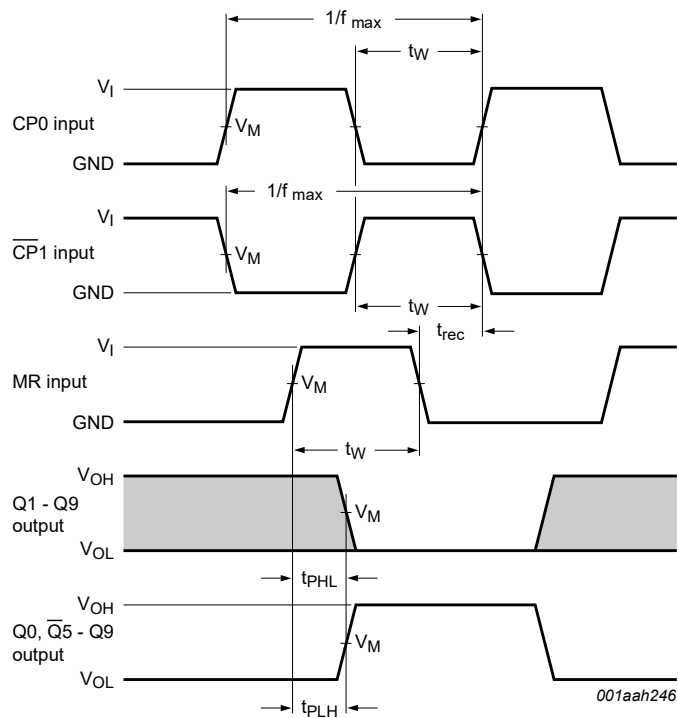 1/f max
tW
VI
CP0 input
VM
GND
1/f max
VI
CP1 input
VM
GND
tW
trec
VI
MR input
VM
GND
tW
VOH
Q1 - Q9
output
VM
VOL
tPHL
VOH
Q0, Q̅5 - Q9
output
VM
VOL
tPLH
001aah246